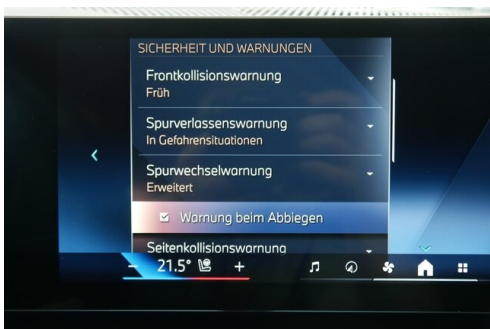 SICHERHEIT UND WARNUNGEN
Frontkollisionswarnung
Früh
Spurverlassenswarnung
In Gefahrensituationen
Spurwechselwarnung
Erweitert
Warnung beim Abbiegen
Seitenkollisionswarnung
– 21.5° +